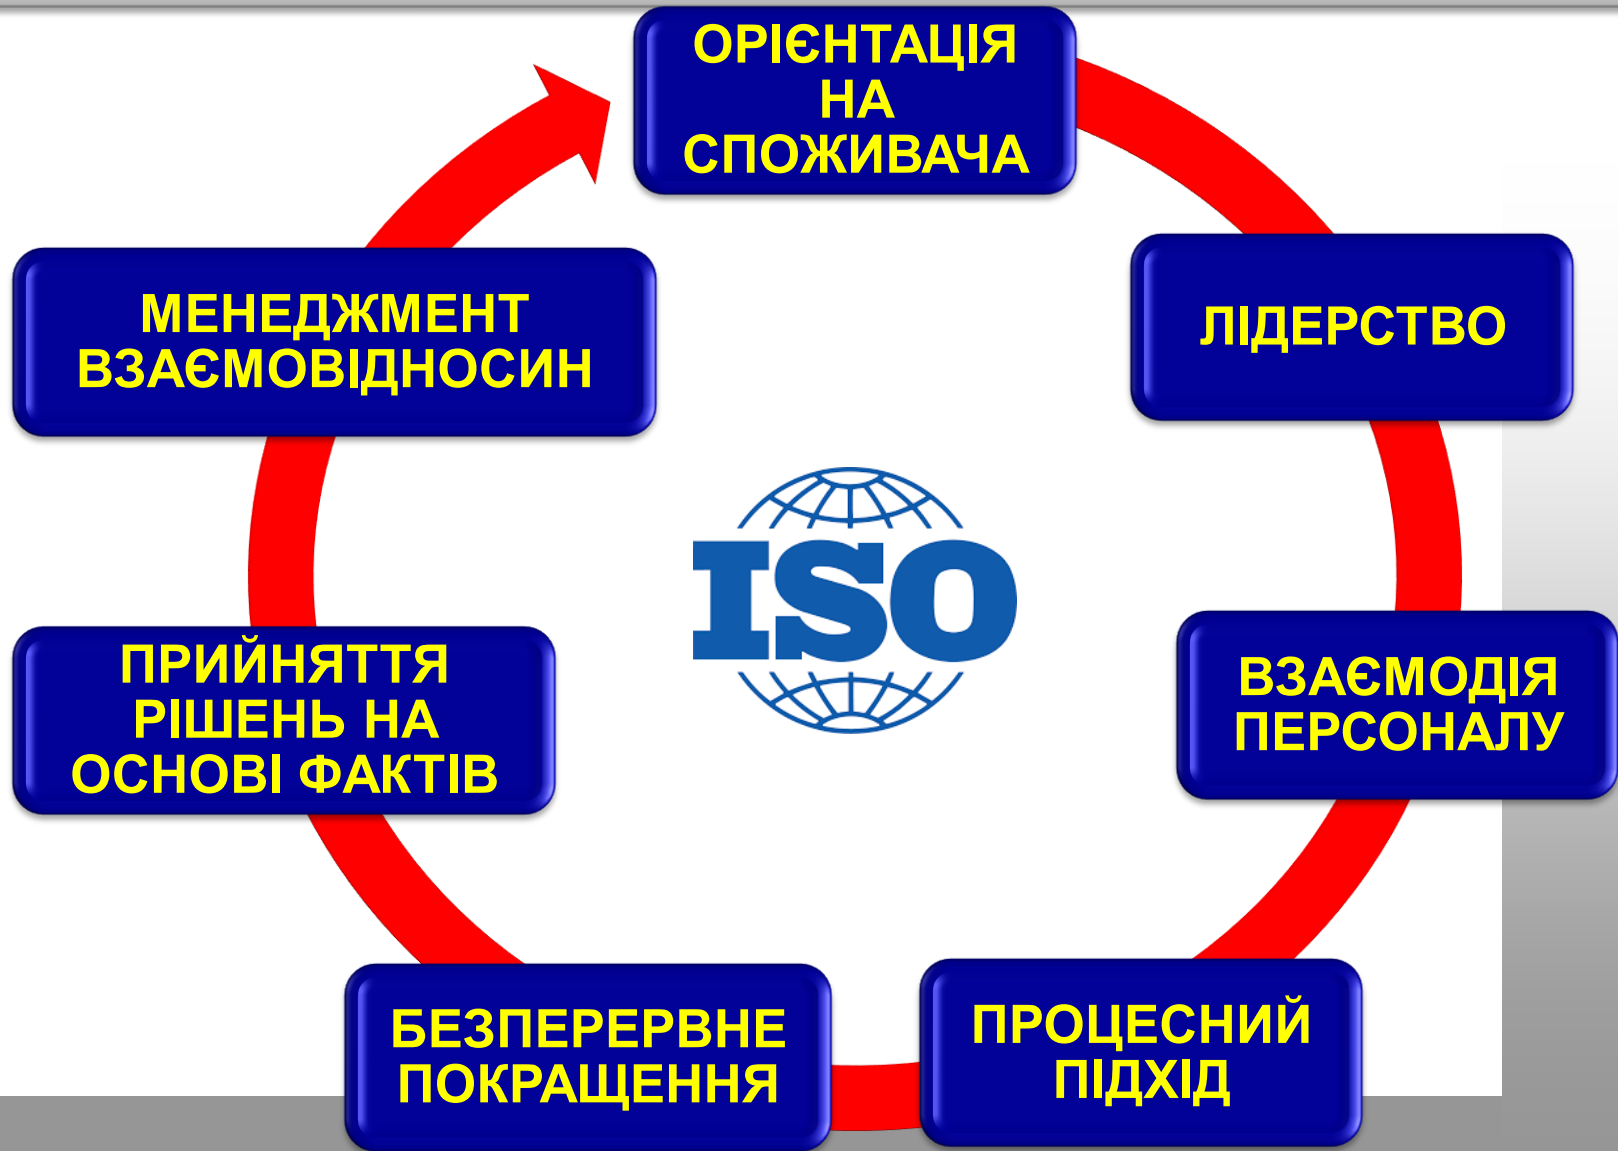 ОРІЄНТАЦІЯ
НА
СПОЖИВАЧА
ЛІДЕРСТВО
ВЗАЄМОДІЯ
ПЕРСОНАЛУ
ПРОЦЕСНИЙ
ПІДХІД
БЕЗПЕРЕРВНЕ
ПОКРАЩЕННЯ
ПРИЙНЯТТЯ
РІШЕНЬ НА
ОСНОВІ ФАКТІВ
МЕНЕДЖМЕНТ
ВЗАЄМОВІДНОСИН
ISO